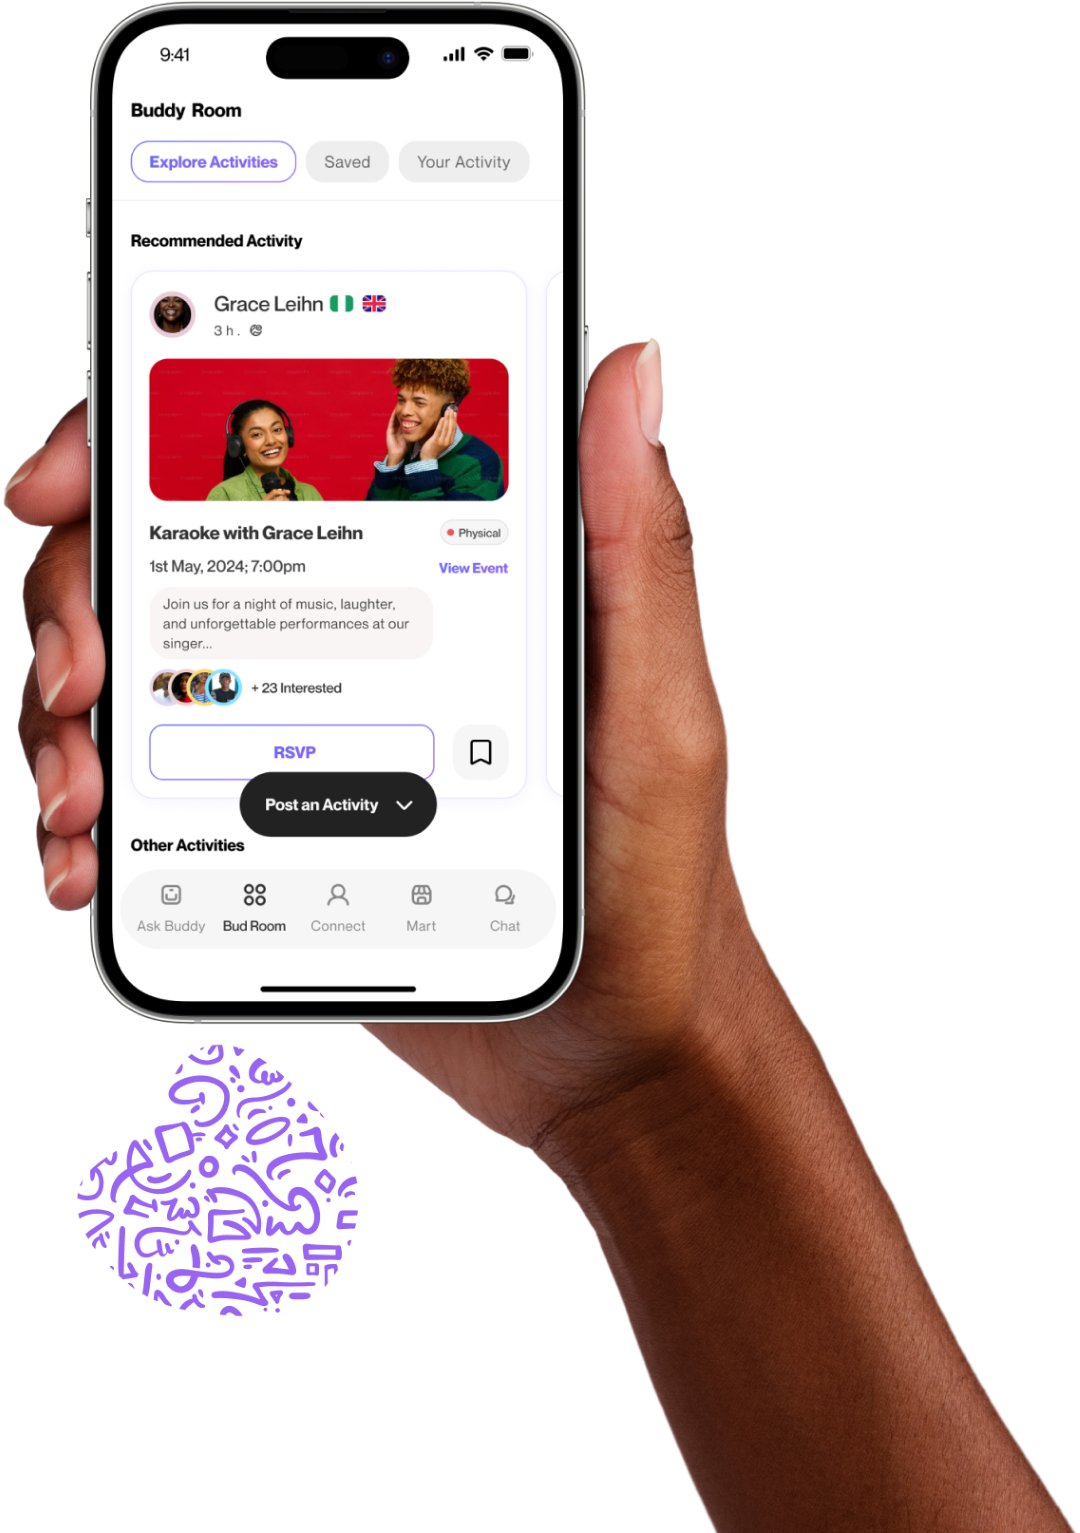 9:41
Buddy Room
Explore Activities
Saved
Your Activity
Recommended Activity
Grace Leihn
3 h .
Karaoke with Grace Leihn
Physical
1st May, 2024; 7:00pm
View Event
Join us for a night of music, laughter,
and unforgettable performances at our
singer...
+ 23 Interested
RSVP
Post an Activity
Other Activities
Ask Buddy
Bud Room
Connect
Mart
Chat